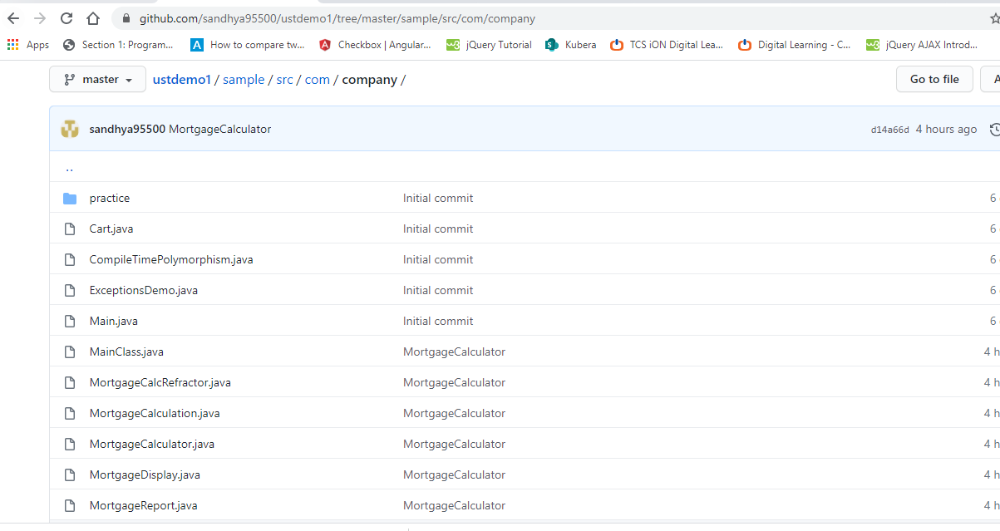 github.com/sandhya95500/ustdemo1/tree/master/sample/src/com/company
Apps Section 1: Program... How to compare tw... Checkbox | Angular... jQuery Tutorial Kubera TCS iON Digital Lea... Digital Learning - C... jQuery AJAX Introd...
master ustdemo1 / sample / src / com / company / Go to file A
sandhya95500 MortgageCalculator d14a66d 4 hours ago
..
practice Initial commit 6
Cart.java Initial commit 6
CompileTimePolymorphism.java Initial commit 6
ExceptionsDemo.java Initial commit 6
Main.java Initial commit 6
MainClass.java MortgageCalculator 4 h
MortgageCalcRefractor.java MortgageCalculator 4 h
MortgageCalculation.java MortgageCalculator 4 h
MortgageCalculator.java MortgageCalculator 4 h
MortgageDisplay.java MortgageCalculator 4 h
MortgageReport.java MortgageCalculator 4 h